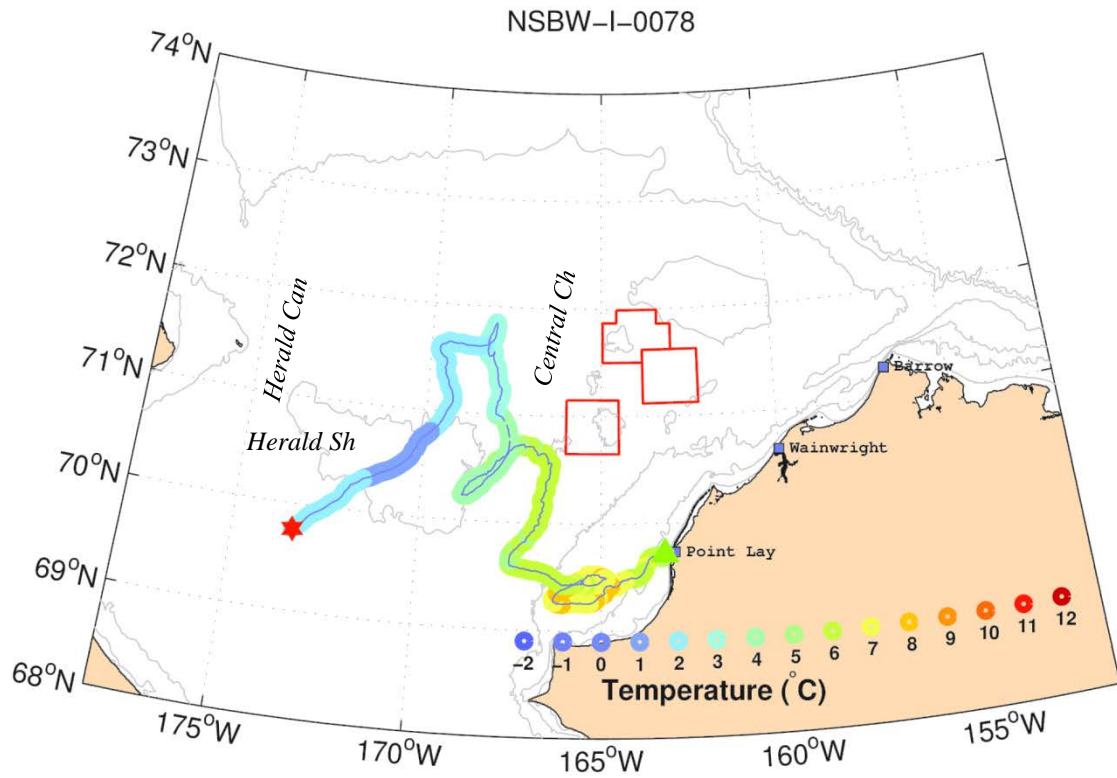 NSBW-I-0078
74°N
73°N
72°N
71°N
70°N
69°N
68°N
Herald Can
Central Ch
Herald Sh
Barrow
Wainwright
Point Lay
-2 -1 0 1 2 3 4 5 6 7 8 9 10 11 12
Temperature (°C)
175°W 170°W 165°W 160°W 155°W